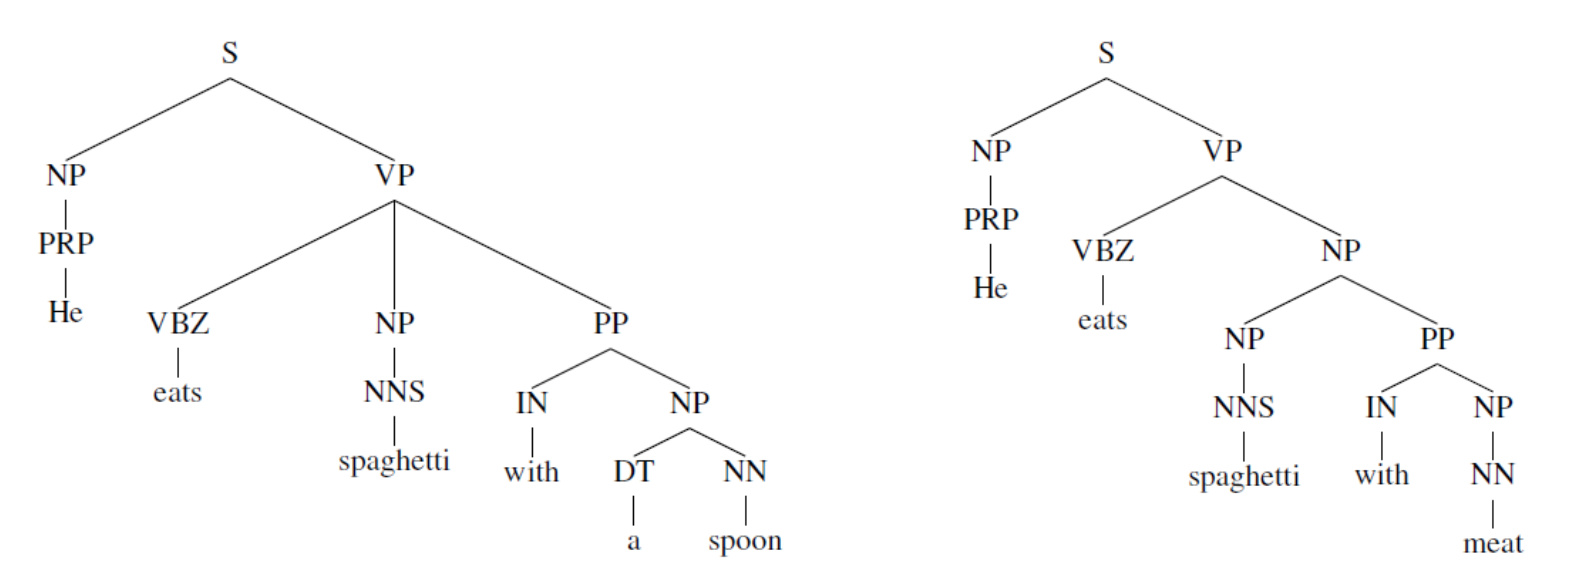 S S
NP VP NP VP
PRP PRP VBZ NP
He VBZ NP PP He eats NP PP
eats NNS IN NP NNS IN NP
spaghetti with DT NN spaghetti with NN
a spoon meat